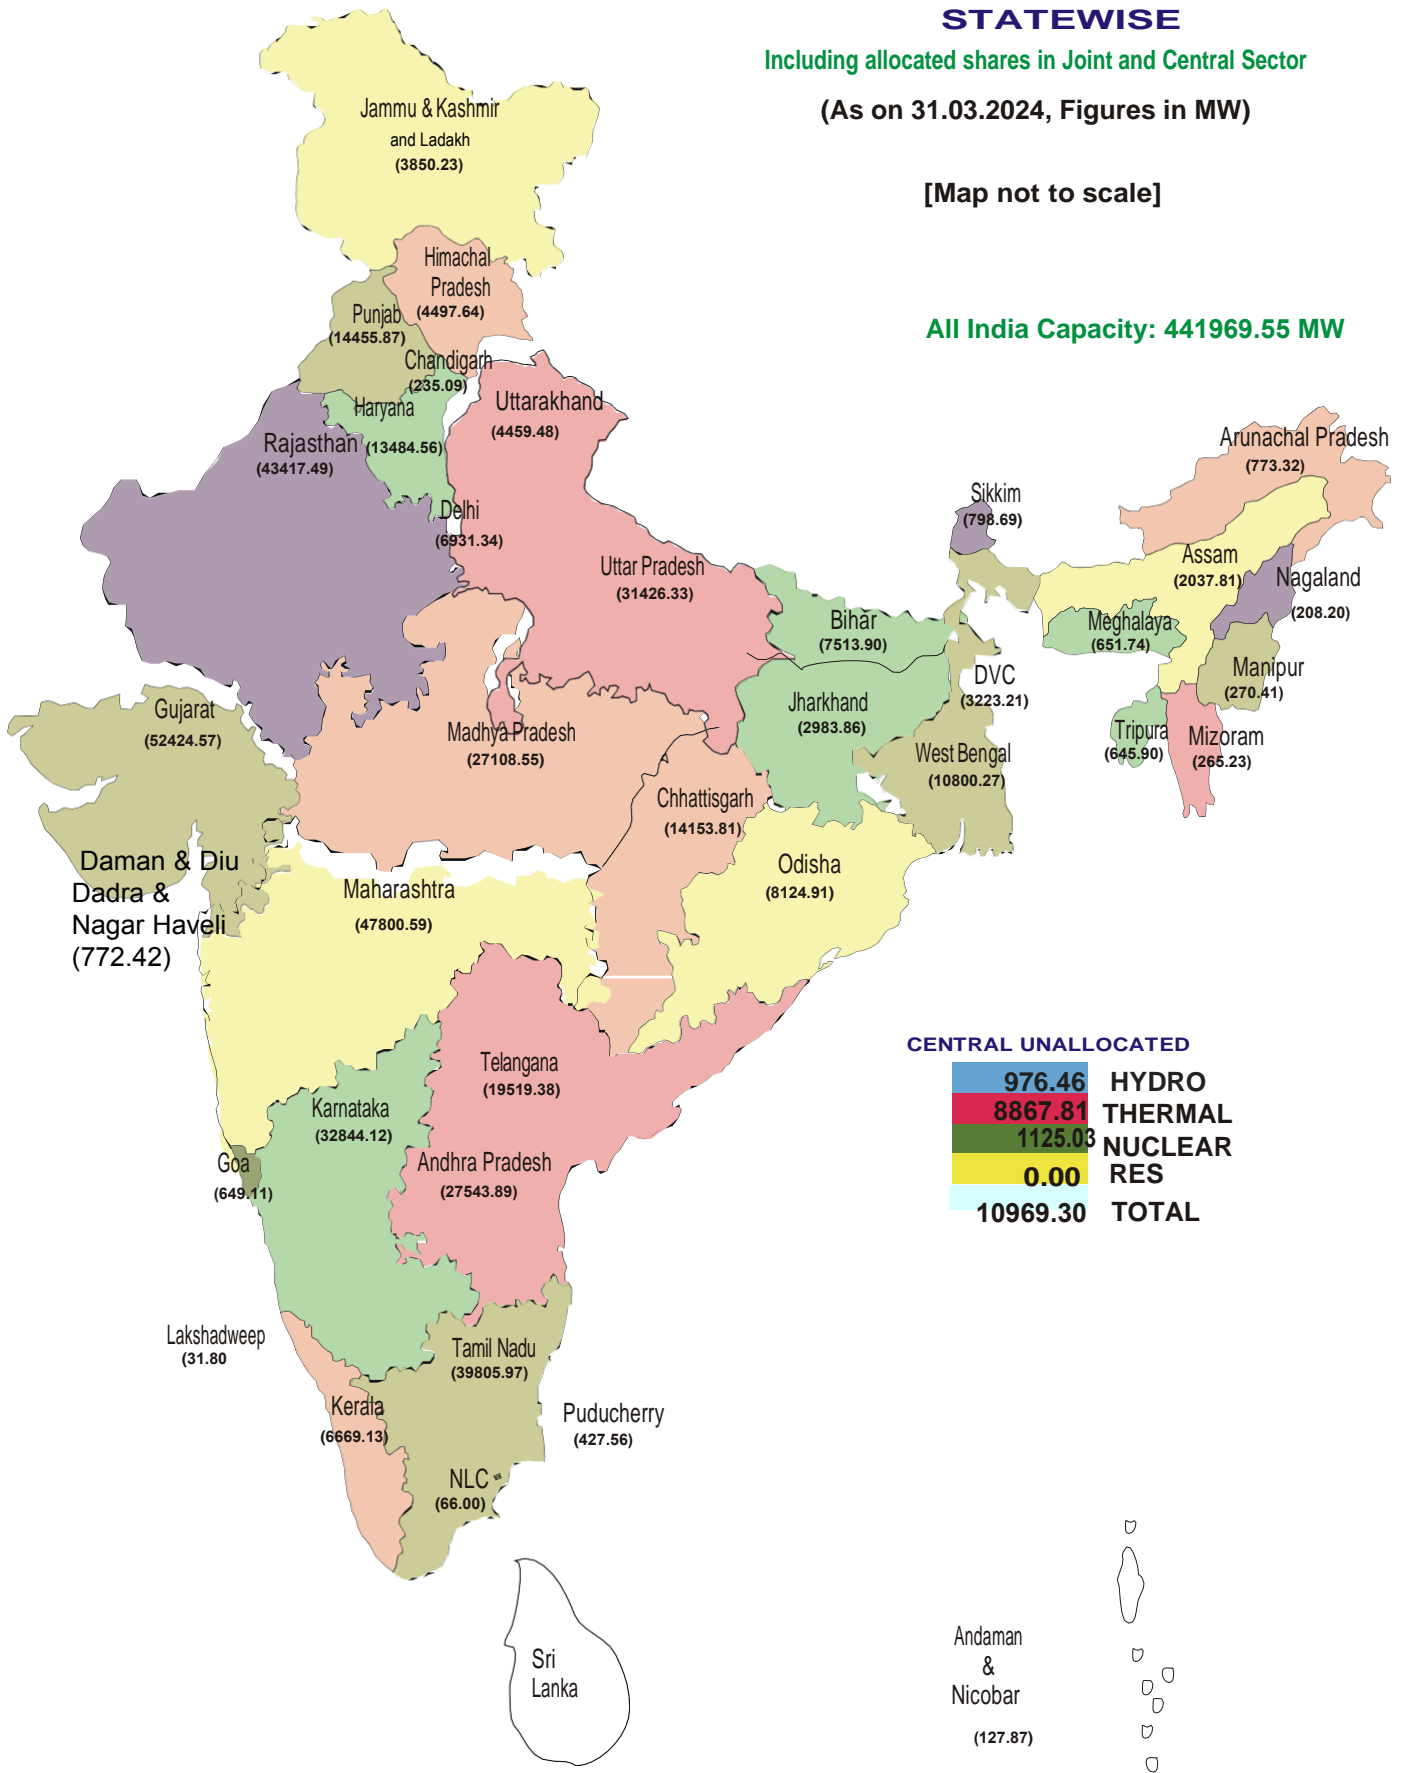 STATEWISE
Including allocated shares in Joint and Central Sector
(As on 31.03.2024, Figures in MW)
[Map not to scale]
All India Capacity: 441969.55 MW
Jammu & Kashmir
and Ladakh
(3850.23)
Himachal
Pradesh
(4497.64)
Punjab
(14455.87)
Chandigarh
(235.09)
Haryana
(13484.56)
Uttarakhand
(4459.48)
Rajasthan
(43417.49)
Delhi
(6931.34)
Uttar Pradesh
(31426.33)
Arunachal Pradesh
(773.32)
Sikkim
(798.69)
Assam
(2037.81)
Nagaland
(208.20)
Meghalaya
(651.74)
Manipur
(270.41)
Tripura
(645.90)
Mizoram
(265.23)
Bihar
(7513.90)
DVC
(3223.21)
Jharkhand
(2983.86)
West Bengal
(10800.27)
Gujarat
(52424.57)
Madhya Pradesh
(27108.55)
Chhattisgarh
(14153.81)
Odisha
(8124.91)
Daman & Diu
Dadra &
Nagar Haveli
(772.42)
Maharashtra
(47800.59)
Telangana
(19519.38)
Karnataka
(32844.12)
Andhra Pradesh
(27543.89)
Goa
(649.11)
CENTRAL UNALLOCATED
976.46 HYDRO
8867.81 THERMAL
1125.03 NUCLEAR
0.00 RES
10969.30 TOTAL
Lakshadweep
(31.80
Tamil Nadu
(39805.97)
Kerala
(6669.13)
Puducherry
(427.56)
NLC
(66.00)
Sri
Lanka
Andaman
&
Nicobar
(127.87)